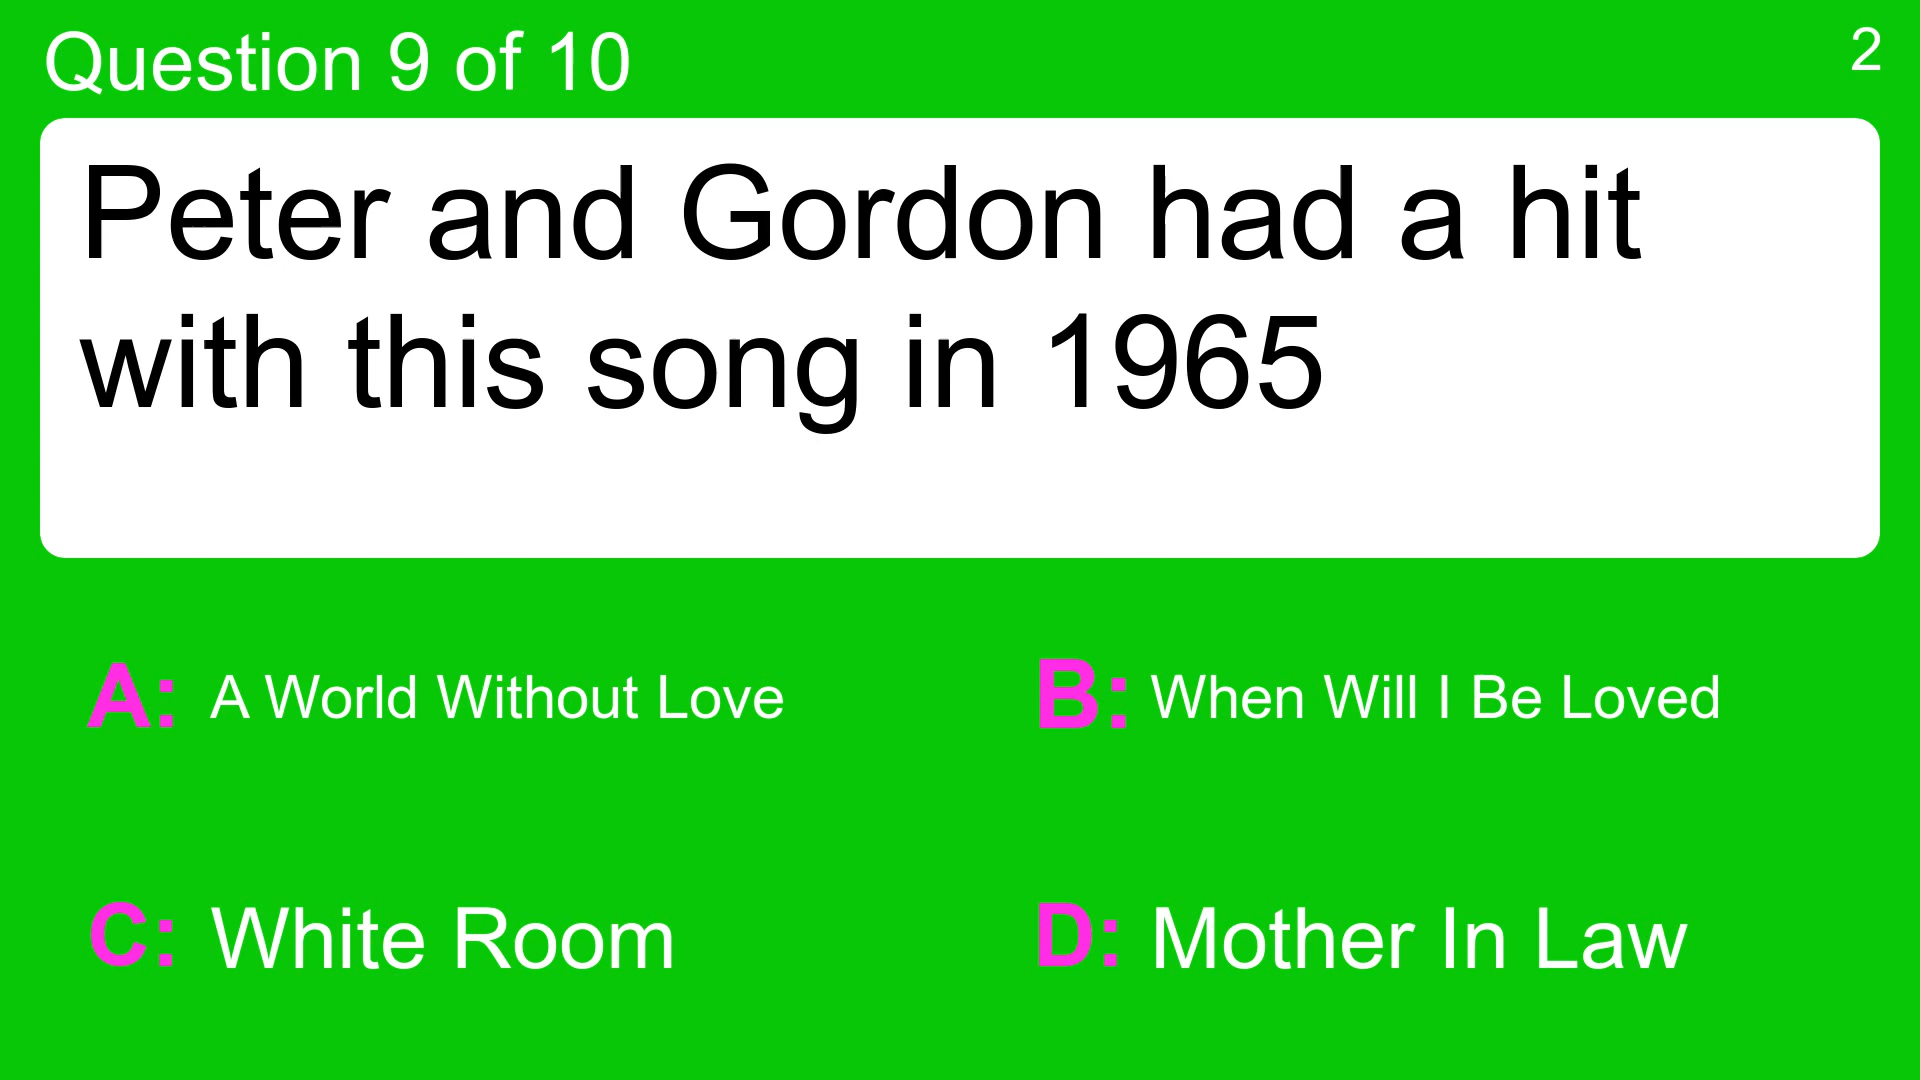 Question 9 of 10
2
Peter and Gordon had a hit
with this song in 1965
A: A World Without Love
B: When Will I Be Loved
C: White Room
D: Mother In Law